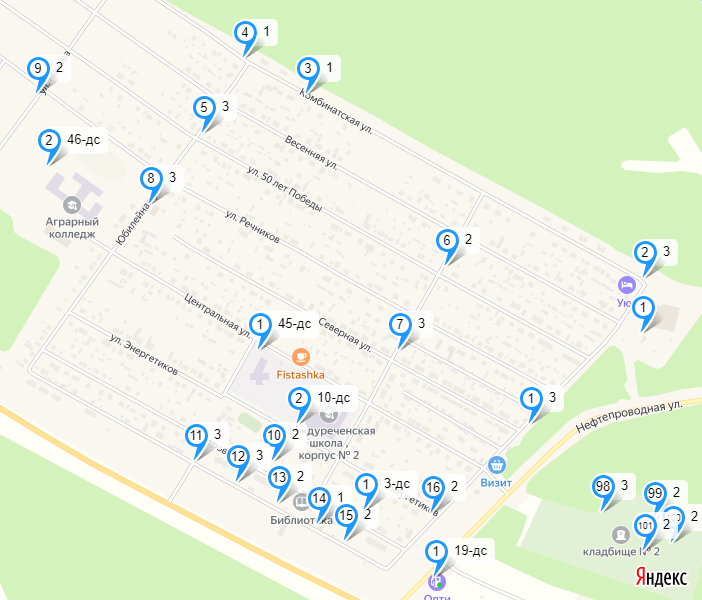 4 1
3 1
9 2
Комбинатская ул.
5 3
2 46-дс
Весенняя ул.
8 3
ул. 50 лет Победы
Аграрный
колледж
ул. Речников
6 2
2 3
1
1 45-дс
Центральная ул.
Северная ул.
7 3
ул. Энергетиков
Fistashka
2 10-дс
1 3
Нефтепроводная ул.
школа ,
корпус № 2
11 3
10 2
12 3
13 2
Визит
1 3-дс
16 2
14 1
98 3
99 2
Библиотека
15 2
101 2
2
кладбище № 2
1 19-дс
Яндекс